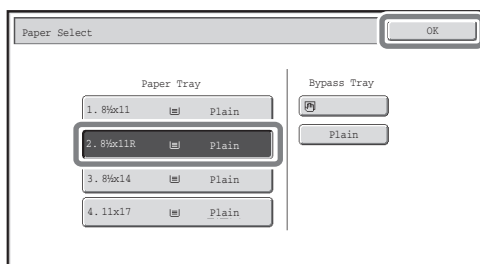 Paper Select
OK
Paper Tray
Bypass Tray
1. 8½x11 Plain
2. 8½x11R Plain
Plain
3. 8½x14 Plain
4. 11x17 Plain